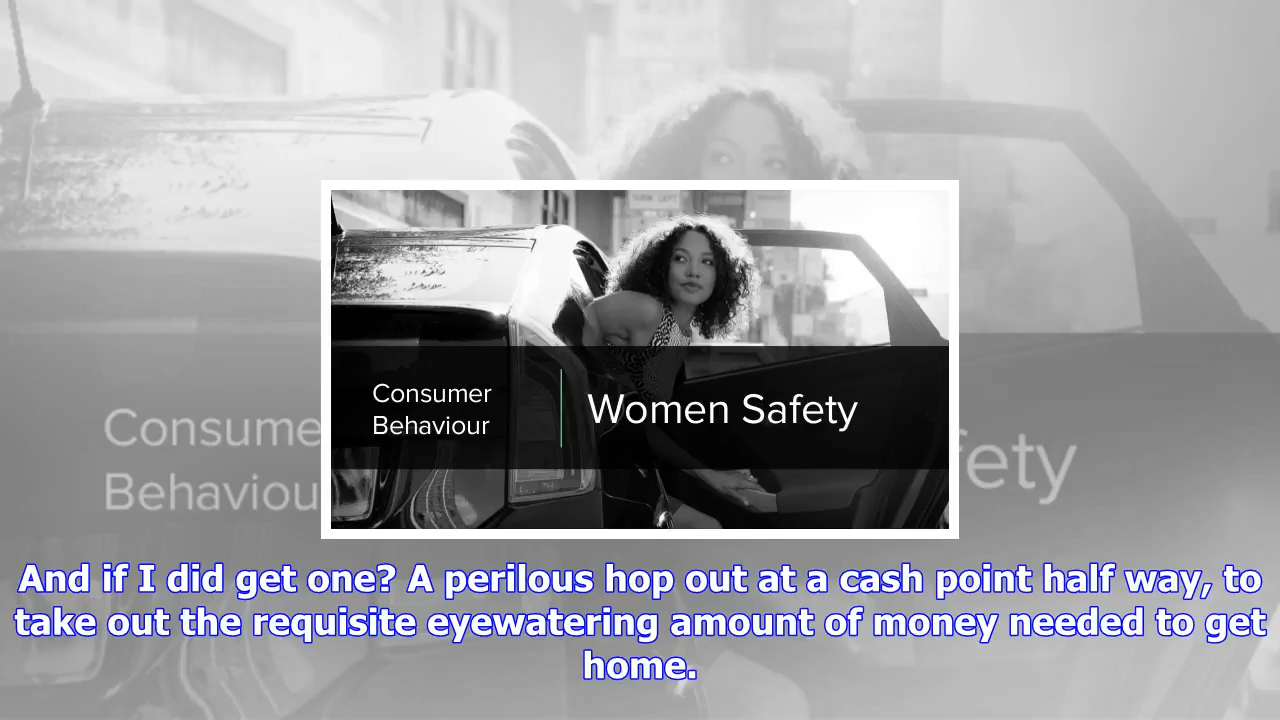 Consumer
Behaviour
Women Safety
Consume
Behaviou
fety
And if I did get one? A perilous hop out at a cash point half way, to
take out the requisite eyewatering amount of money needed to get
home.